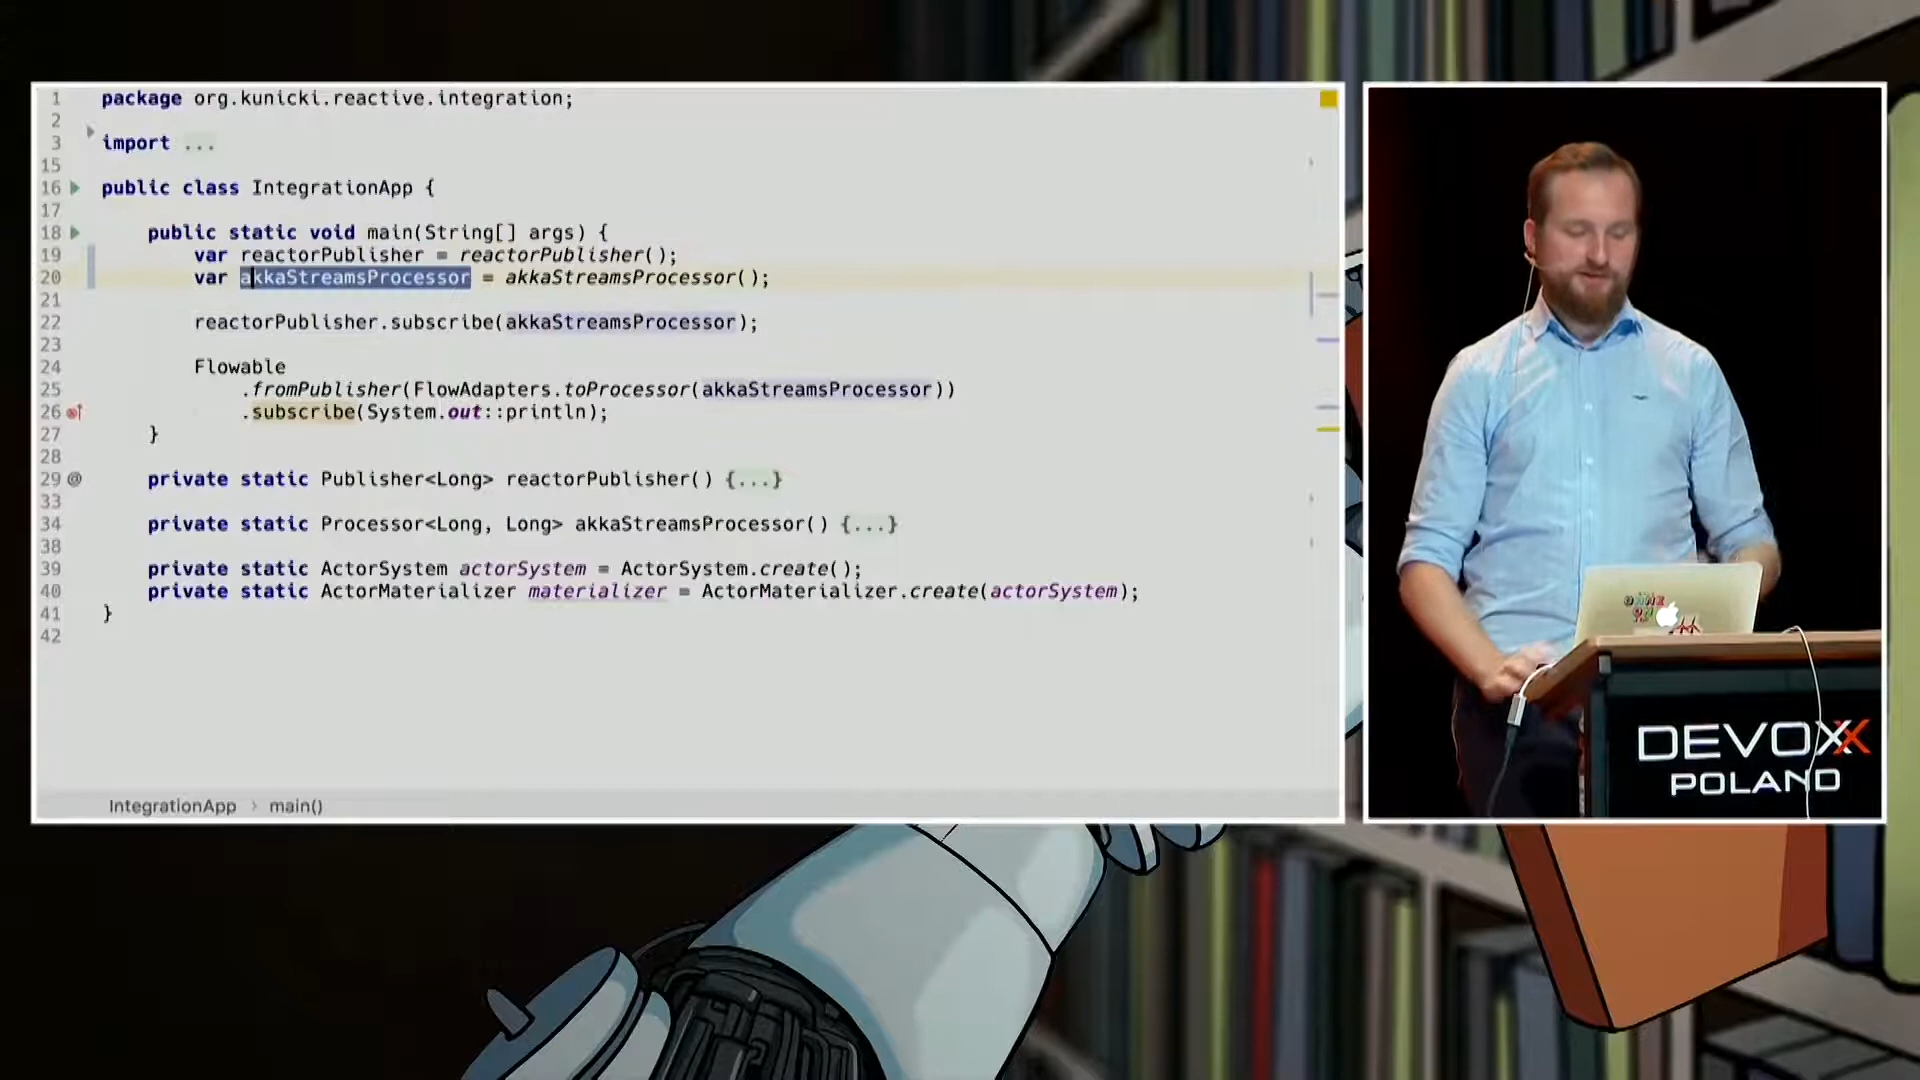 1 package org.kunicki.reactive.integration;
2
3 import ...
15
16 public class IntegrationApp {
17
18 public static void main(String[] args) {
19 var reactorPublisher = reactorPublisher();
20 var akkaStreamsProcessor = akkaStreamsProcessor();
21
22 reactorPublisher.subscribe(akkaStreamsProcessor);
23
24 Flowable
25 .fromPublisher(FlowAdapters.toProcessor(akkaStreamsProcessor))
26 .subscribe(System.out::println);
27 }
28
29 @ private static Publisher<Long> reactorPublisher() {...}
33
34 private static Processor<Long, Long> akkaStreamsProcessor() {...}
38
39 private static ActorSystem actorSystem = ActorSystem.create();
40 private static ActorMaterializer materializer = ActorMaterializer.create(actorSystem);
41 }
42
IntegrationApp › main()
DEVOXX
POLAND